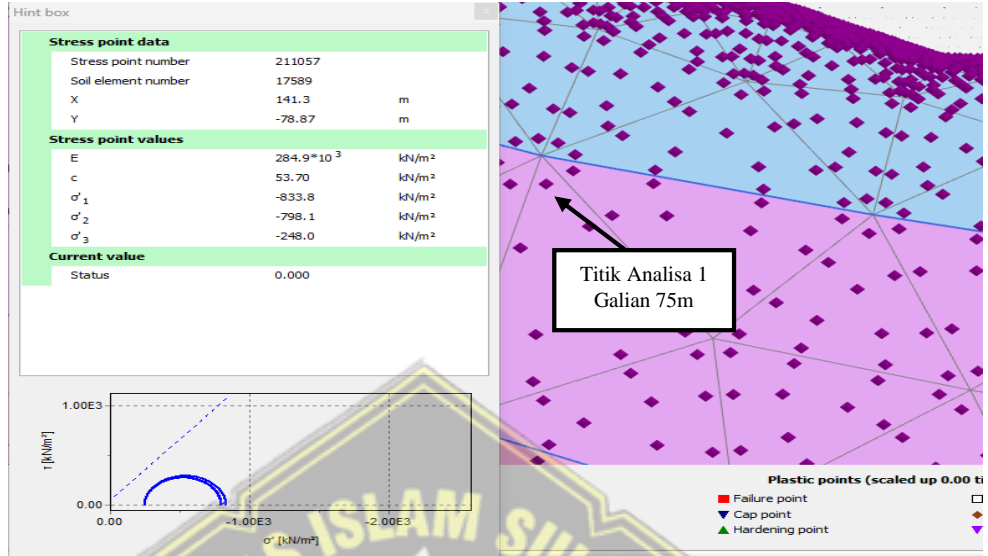 Hint box
Stress point data
Stress point number 211057
Soil element number 17589
X 141.3 m
Y -78.87 m
Stress point values
E 284.9*10 3 kN/m²
c 53.70 kN/m²
σ'1 -833.8 kN/m²
σ'2 -798.1 kN/m²
σ'3 -248.0 kN/m²
Current value
Status 0.000
Titik Analisa 1
Galian 75m
1.00E3
τ [kN/m²]
0.00
0.00 -1.00E3 -2.00E3
σ' [kN/m²]
Plastic points (scaled up 0.00 ti
Failure point
Cap point
Hardening point
ISLAM